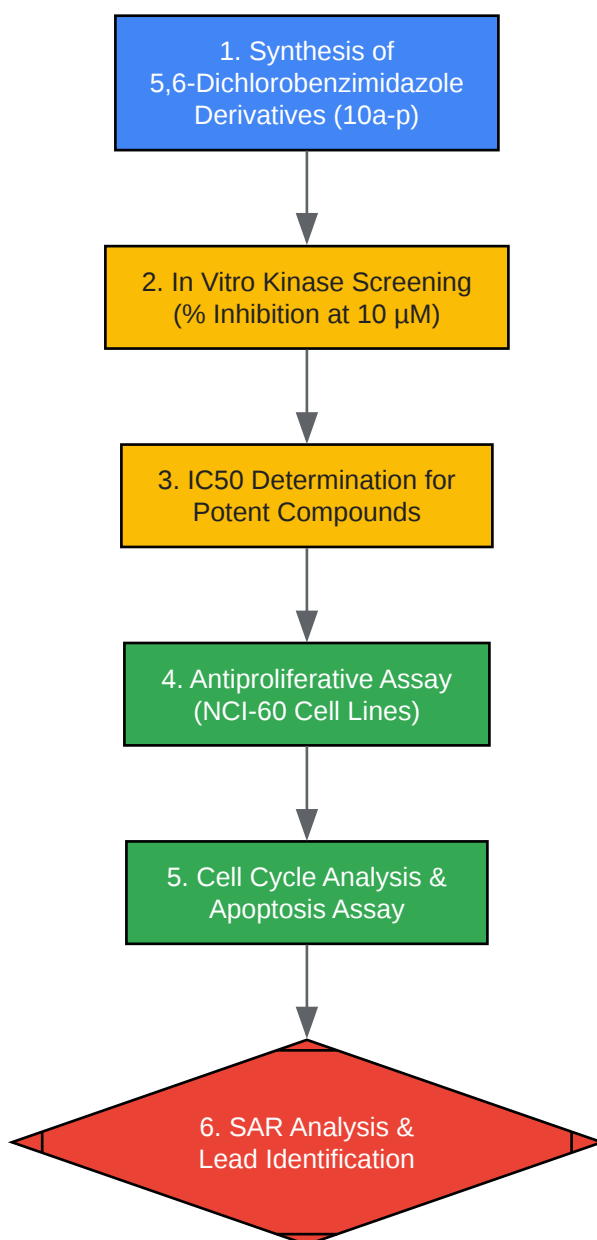 1. Synthesis of
5,6-Dichlorobenzimidazole
Derivatives (10a-p)
2. In Vitro Kinase Screening
(% Inhibition at 10 µM)
3. IC50 Determination for
Potent Compounds
4. Antiproliferative Assay
(NCI-60 Cell Lines)
5. Cell Cycle Analysis &
Apoptosis Assay
6. SAR Analysis &
Lead Identification